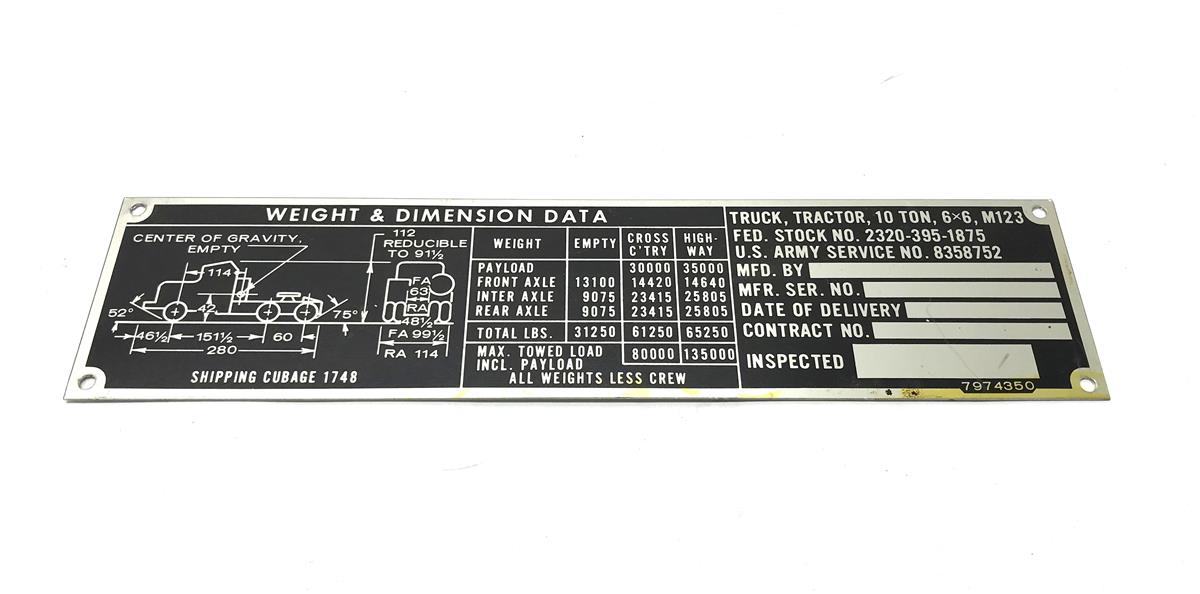 WEIGHT & DIMENSION DATA
CENTER OF GRAVITY, EMPTY
112
REDUCIBLE
TO 91½
114
42
52°
75°
46½ 151½ 60
280
FA
63
RA
48½
FA 99½
RA 114
SHIPPING CUBAGE 1748
WEIGHT EMPTY CROSS C'TRY HIGH-WAY
PAYLOAD 30000 35000
FRONT AXLE 13100 14420 14640
INTER AXLE 9075 23415 25805
REAR AXLE 9075 23415 25805
TOTAL LBS. 31250 61250 65250
MAX. TOWED LOAD
INCL. PAYLOAD 80000 135000
ALL WEIGHTS LESS CREW
TRUCK, TRACTOR, 10 TON, 6×6, M123
FED. STOCK NO. 2320-395-1875
U.S. ARMY SERVICE NO. 8358752
MFD. BY
MFR. SER. NO.
DATE OF DELIVERY
CONTRACT NO.
INSPECTED
7974350